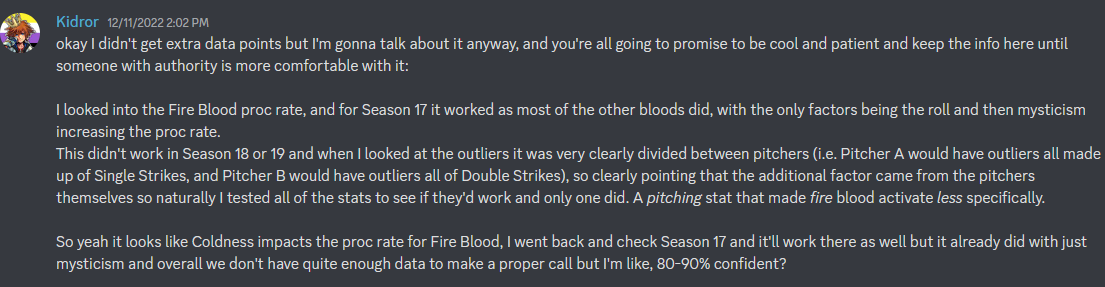 Kidror 12/11/2022 2:02 PM
okay I didn't get extra data points but I'm gonna talk about it anyway, and you're all going to promise to be cool and patient and keep the info here until
someone with authority is more comfortable with it:
I looked into the Fire Blood proc rate, and for Season 17 it worked as most of the other bloods did, with the only factors being the roll and then mysticism
increasing the proc rate.
This didn't work in Season 18 or 19 and when I looked at the outliers it was very clearly divided between pitchers (i.e. Pitcher A would have outliers all made
up of Single Strikes, and Pitcher B would have outliers all of Double Strikes), so clearly pointing that the additional factor came from the pitchers
themselves so naturally I tested all of the stats to see if they'd work and only one did. A pitching stat that made fire blood activate less specifically.
So yeah it looks like Coldness impacts the proc rate for Fire Blood, I went back and check Season 17 and it'll work there as well but it already did with just
mysticism and overall we don't have quite enough data to make a proper call but I'm like, 80-90% confident?